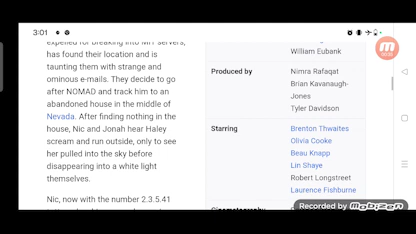 3:01
expelled for breaking into MIT servers,
has found their location and is
taunting them with strange and
ominous e-mails. They decide to go
after NOMAD and track him to an
abandoned house in the middle of
Nevada. After finding nothing in the
house, Nic and Jonah hear Haley
scream and run outside, only to see
her pulled into the sky before
disappearing into a white light
themselves.
Nic, now with the number 2.3.5.41
William Eubank
Produced by
Nimra Rafaqat
Brian Kavanaugh-
Jones
Tyler Davidson
Starring
Brenton Thwaites
Olivia Cooke
Beau Knapp
Lin Shaye
Robert Longstreet
Laurence Fishburne
Cinematography
Recorded by mobizen